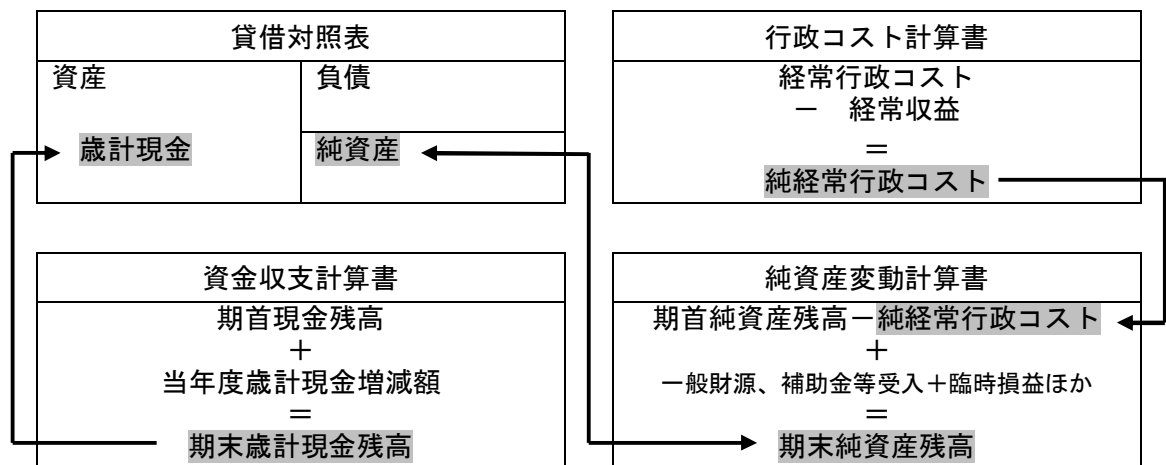 貸借対照表
資産
負債
歳計現金
純資産
行政コスト計算書
経常行政コスト
－ 経常収益
＝
純経常行政コスト
資金収支計算書
期首現金残高
＋
当年度歳計現金増減額
＝
期末歳計現金残高
純資産変動計算書
期首純資産残高－純経常行政コスト
＋
一般財源、補助金等受入＋臨時損益ほか
＝
期末純資産残高